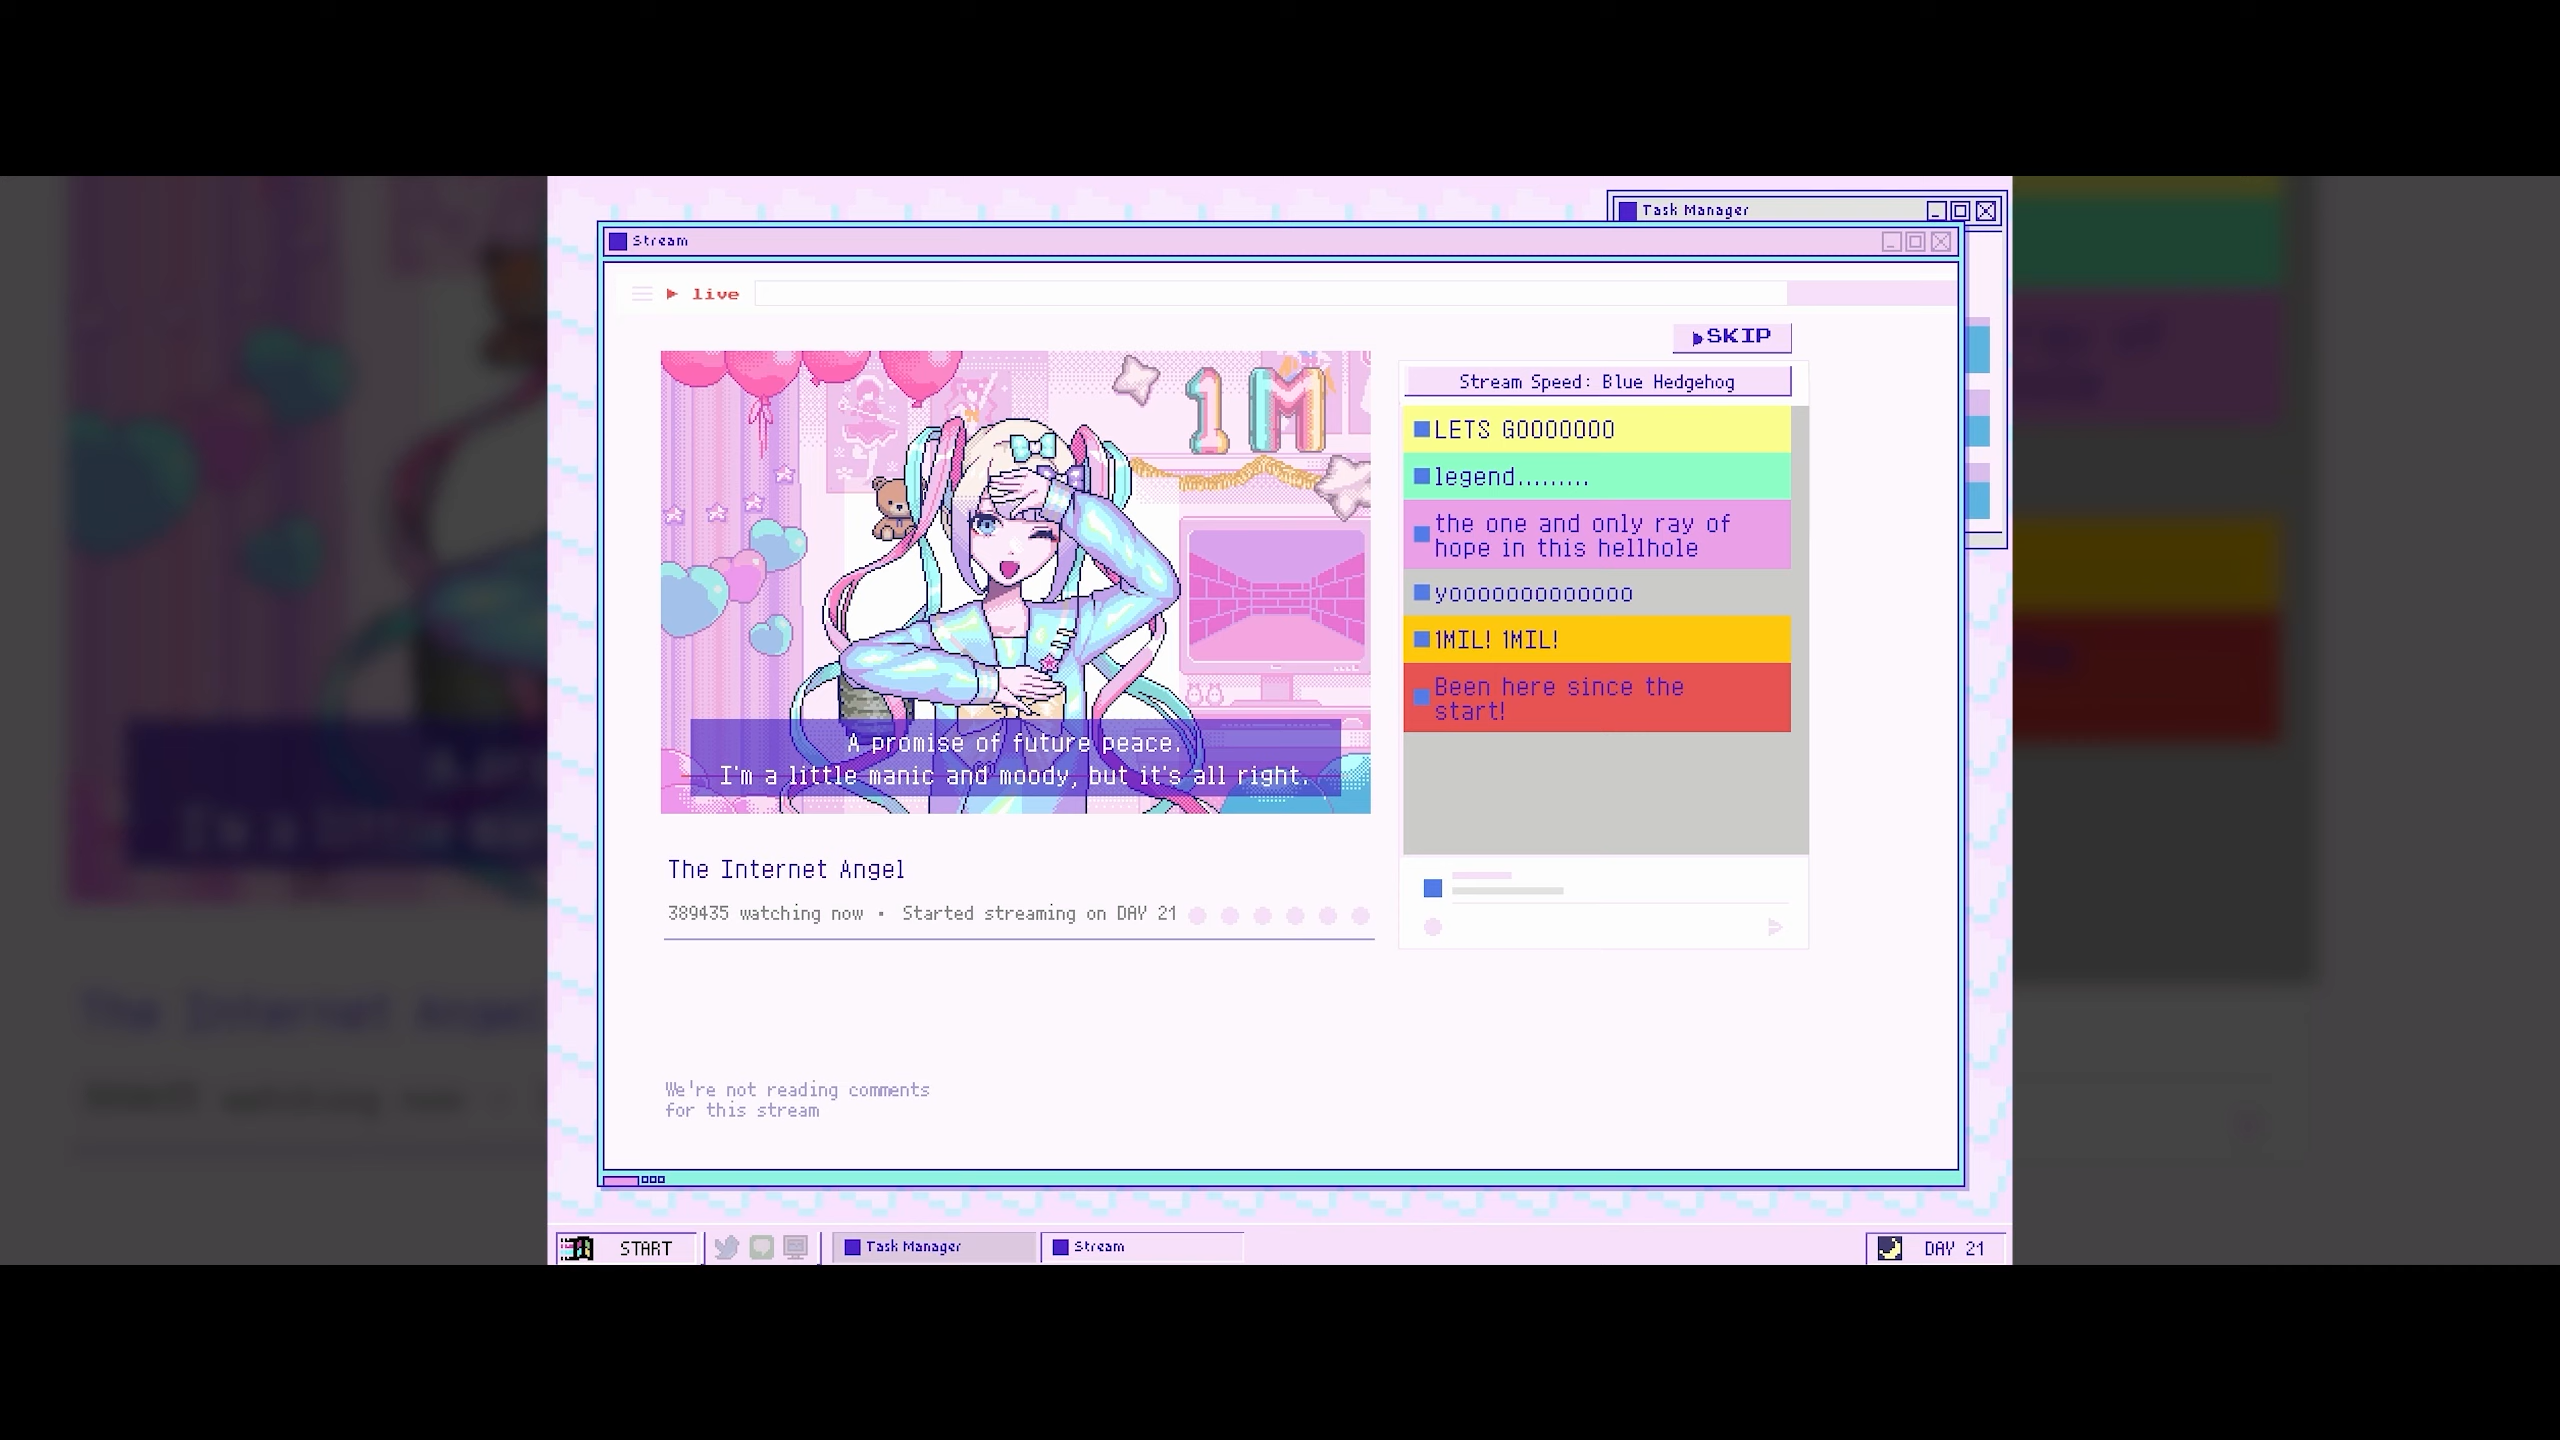 Task Manager
Stream
live
SKIP
1M
Stream Speed: Blue Hedgehog
LETS GOOOOOOO
legend.........
the one and only ray of
hope in this hellhole
yooooooooooooo
1MIL! 1MIL!
Been here since the
start!
A promise of future peace.
I'm a little manic and moody, but it's all right.
The Internet Angel
389435 watching now • Started streaming on DAY 21
We're not reading comments
for this stream
START
Task Manager
Stream
DAY 21